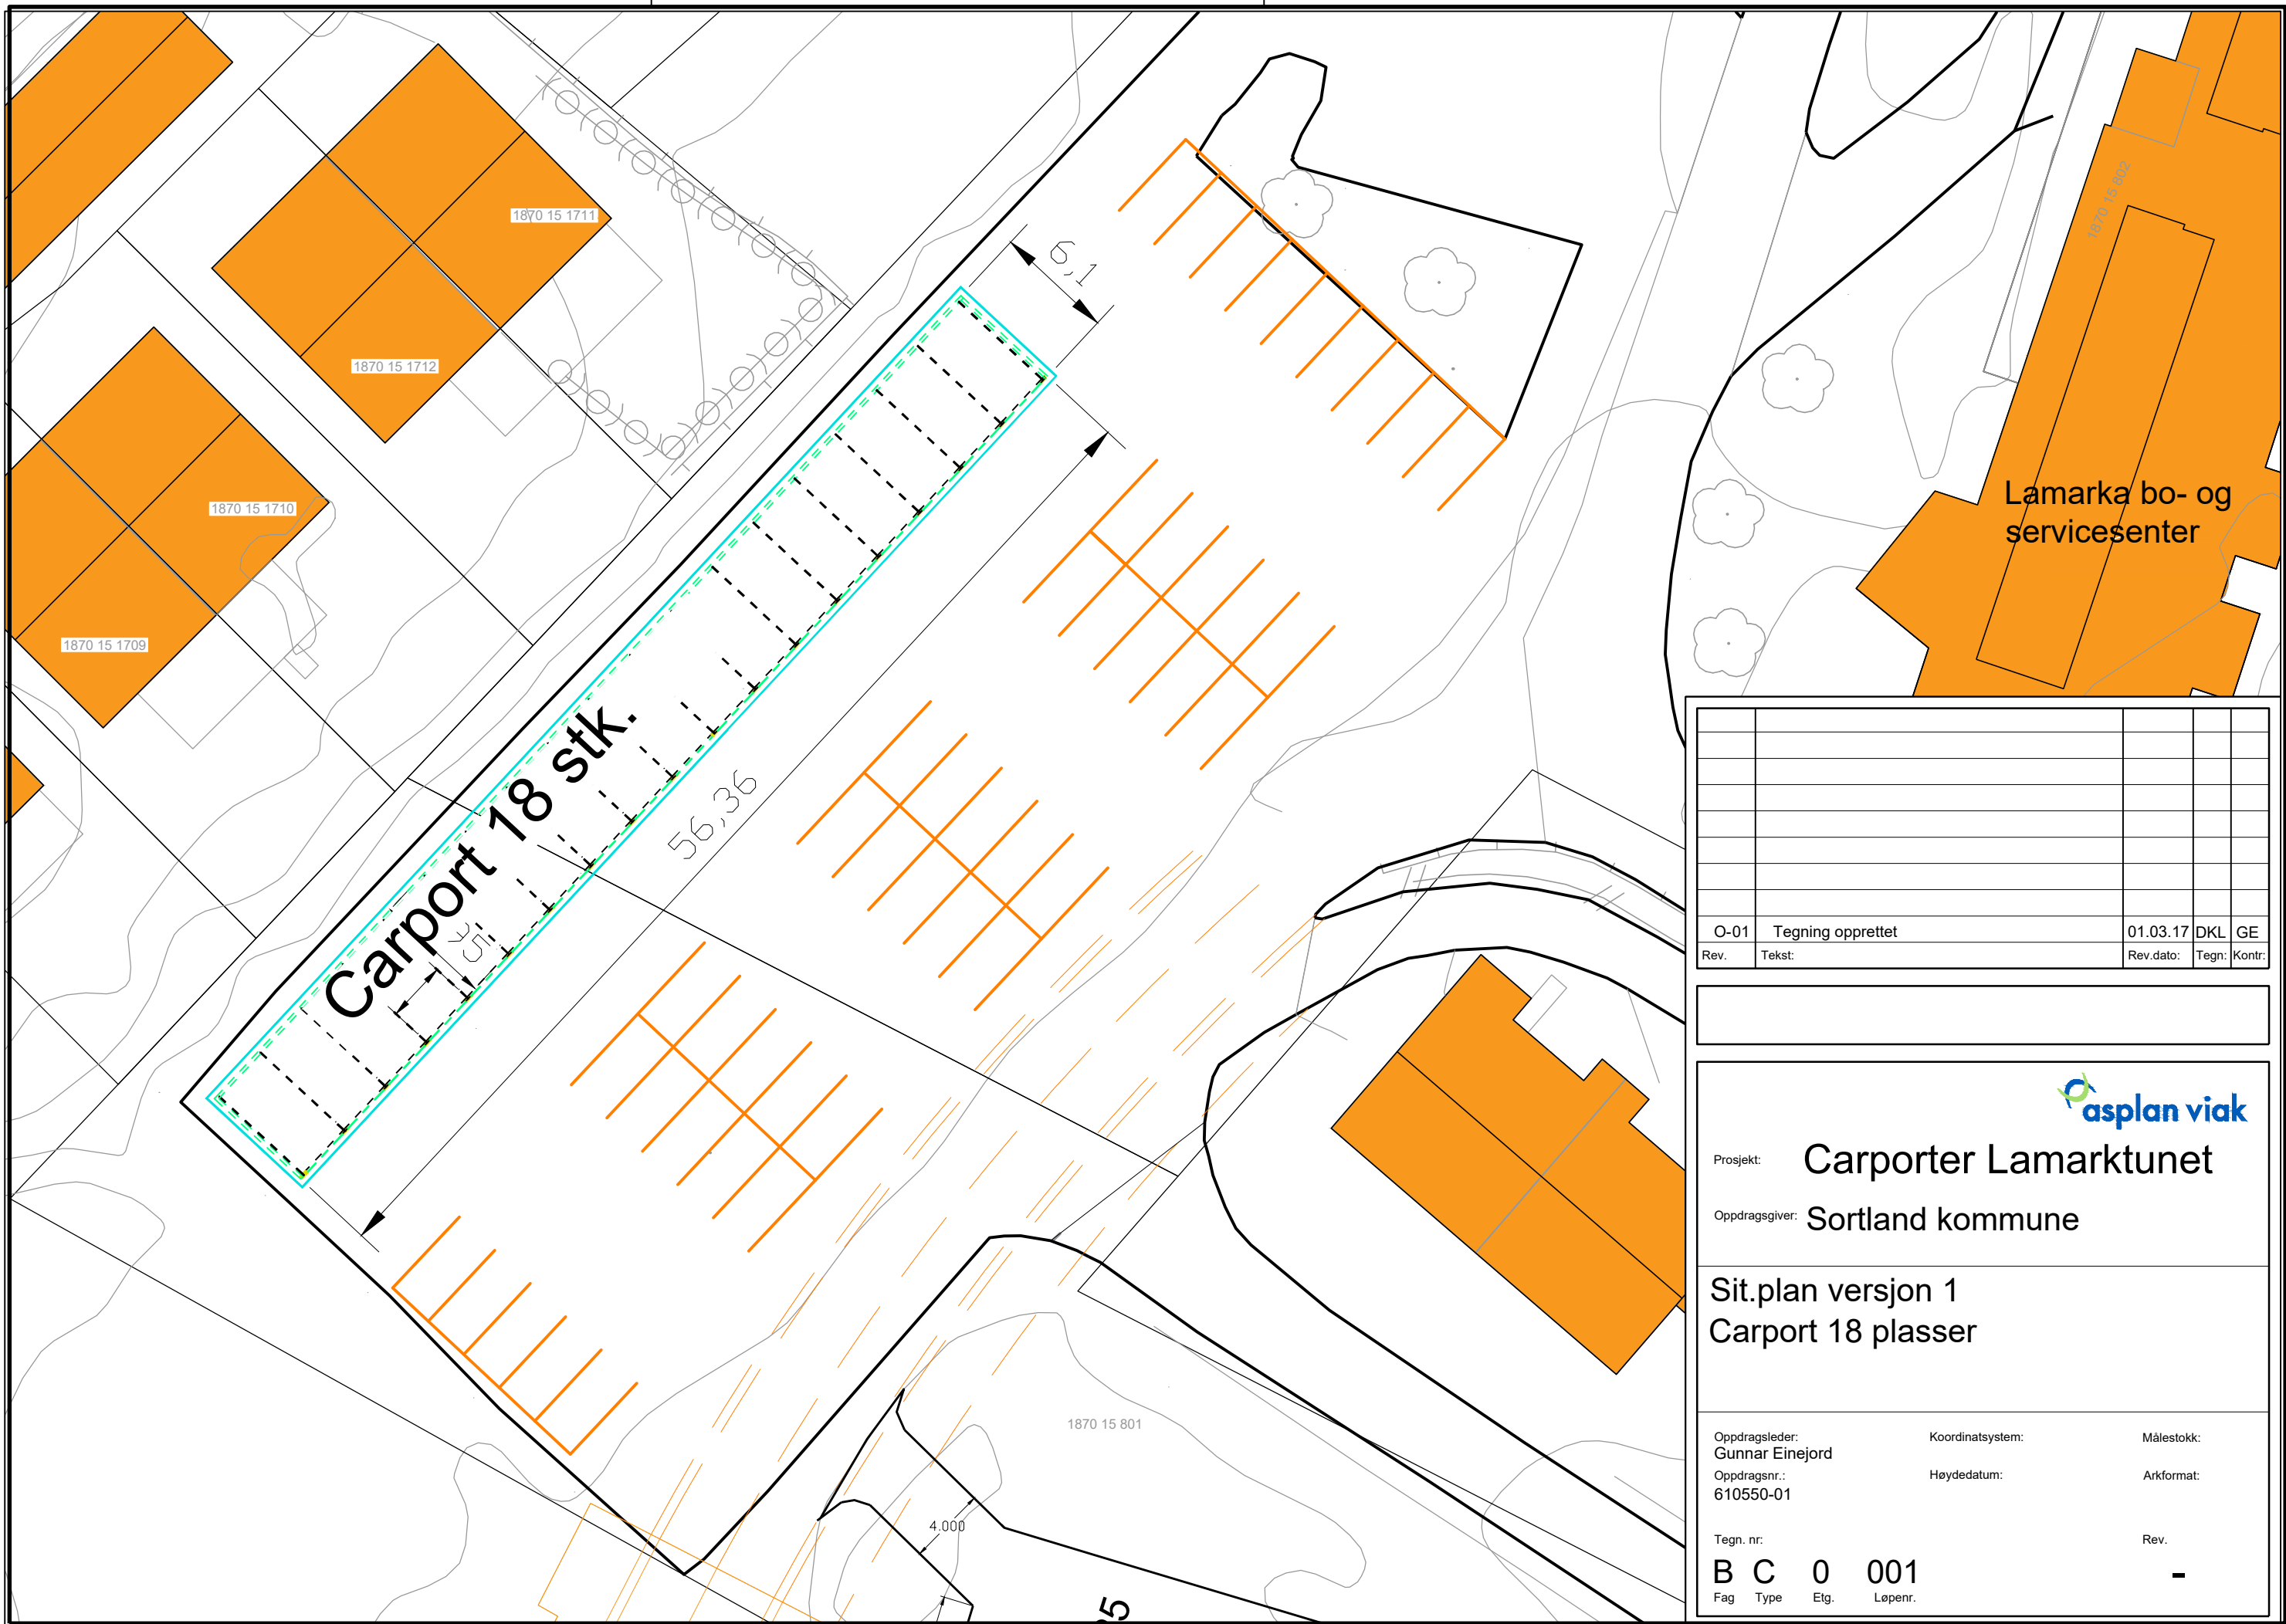 1870 15 1711
1870 15 1712
1870 15 1710
1870 15 1709
6,1
56,36
Carport 18 stk.
1870 15 802
Lamarka bo- og
servicesenter
1870 15 801
4.000
O-01 Tegning opprettet 01.03.17 DKL GE
Rev. Tekst: Rev.dato: Tegn: Kontr:
asplan viak
Prosjekt: Carporter Lamarktunet
Oppdragsgiver: Sortland kommune
Sit.plan versjon 1
Carport 18 plasser
Oppdragsleder: Koordinatsystem: Målestokk:
Gunnar Einejord
Oppdragsnr.: Høydedatum: Arkformat:
610550-01
Tegn. nr: Rev.
B C 0 001 -
Fag Type Etg. Løpenr.